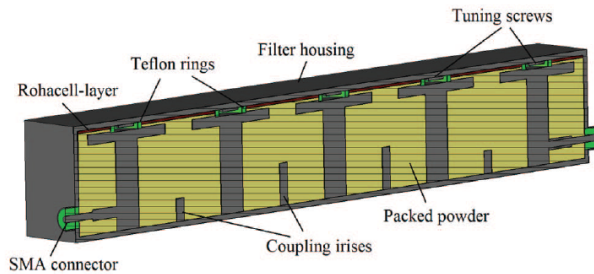 Tuning screws
Filter housing
Teflon rings
Rohacell-layer
Packed powder
Coupling irises
SMA connector